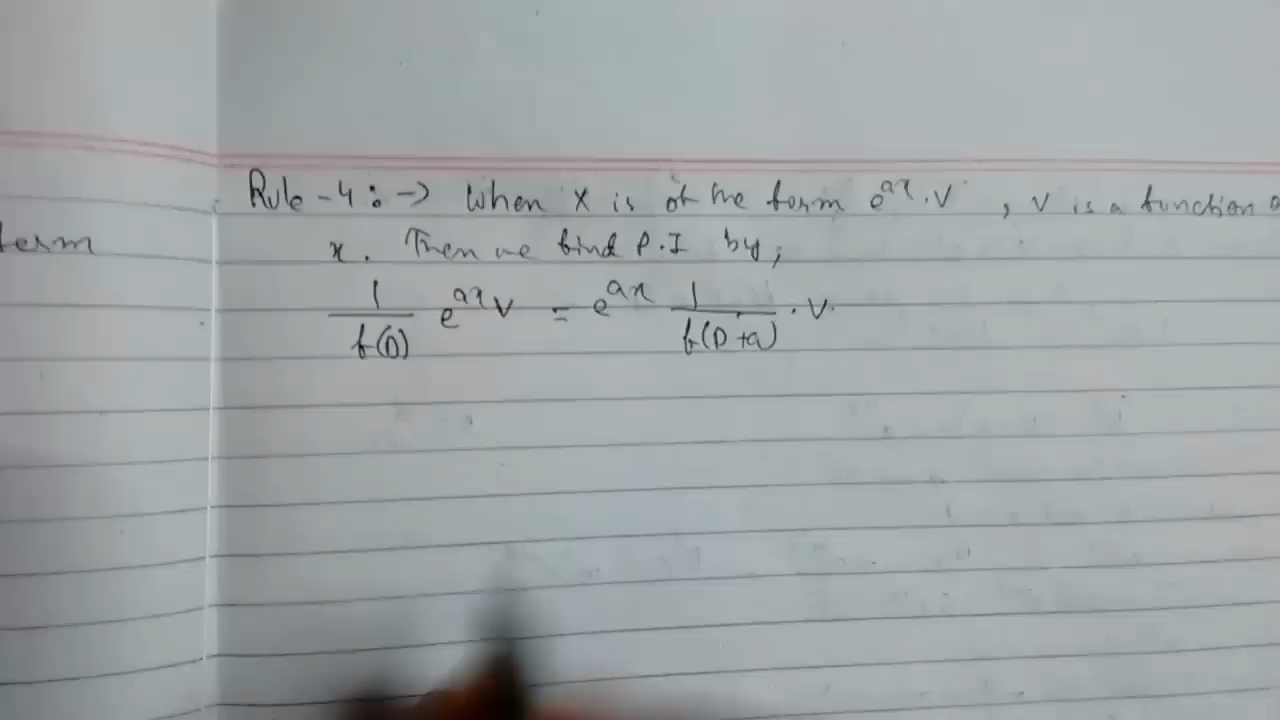 Rule-4 :→ When X is of the form e^{ax}.V , V is a function o
term
x. Then we find P.I by,
1/f(D) e^{ax} V = e^{ax} 1/f(D+a) . V.